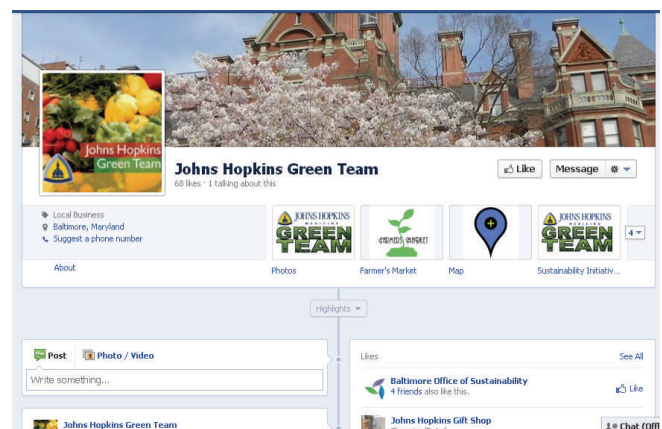 Johns Hopkins
Green Team
Johns Hopkins Green Team
68 likes · 1 talking about this
Like
Message
Local Business
Baltimore, Maryland
Suggest a phone number
About
JOHNS HOPKINS
MEDICINE
GREEN
TEAM
Photos
FARMER'S MARKET
Farmer's Market
Map
JOHNS HOPKINS
MEDICINE
GREEN
TEAM
Sustainability Initiativ...
4
Highlights
Post
Photo / Video
Write something...
Johns Hopkins Green Team
Likes
See All
Baltimore Office of Sustainability
4 friends also like this.
Like
Johns Hopkins Gift Shop
Chat (Offl